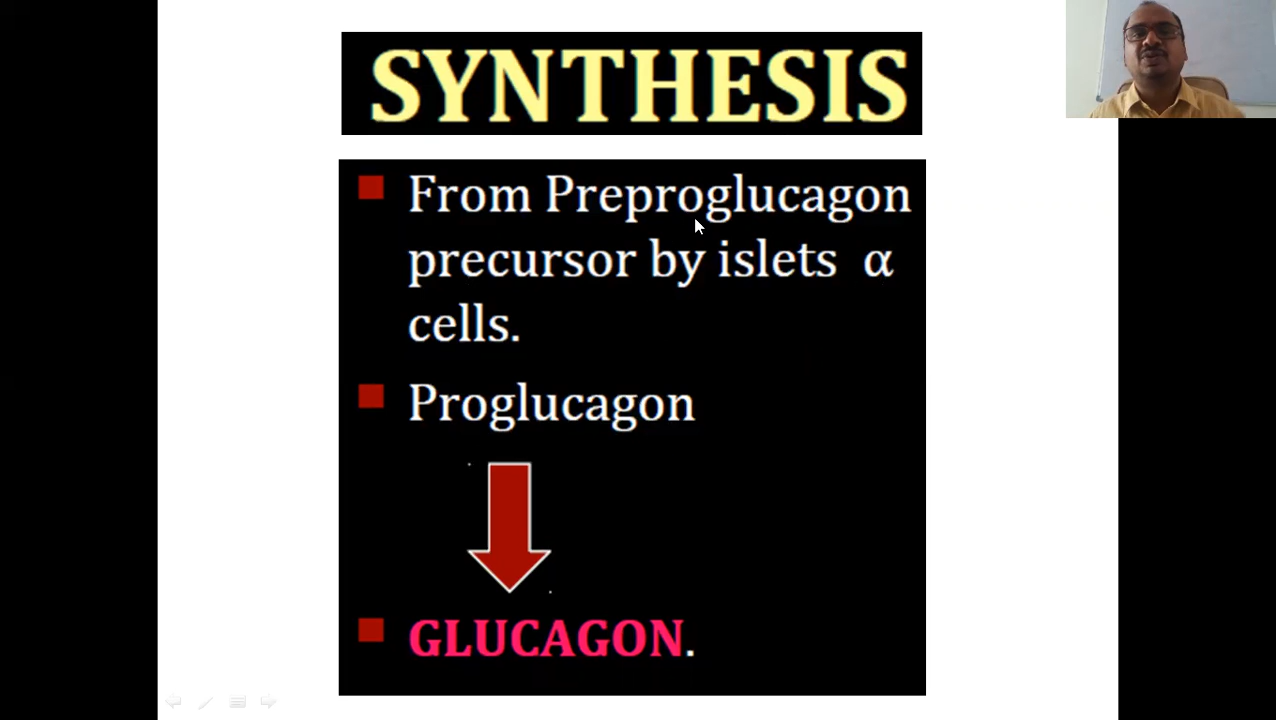 SYNTHESIS
From Preproglucagon
precursor by islets α
cells.
Proglucagon
GLUCAGON.